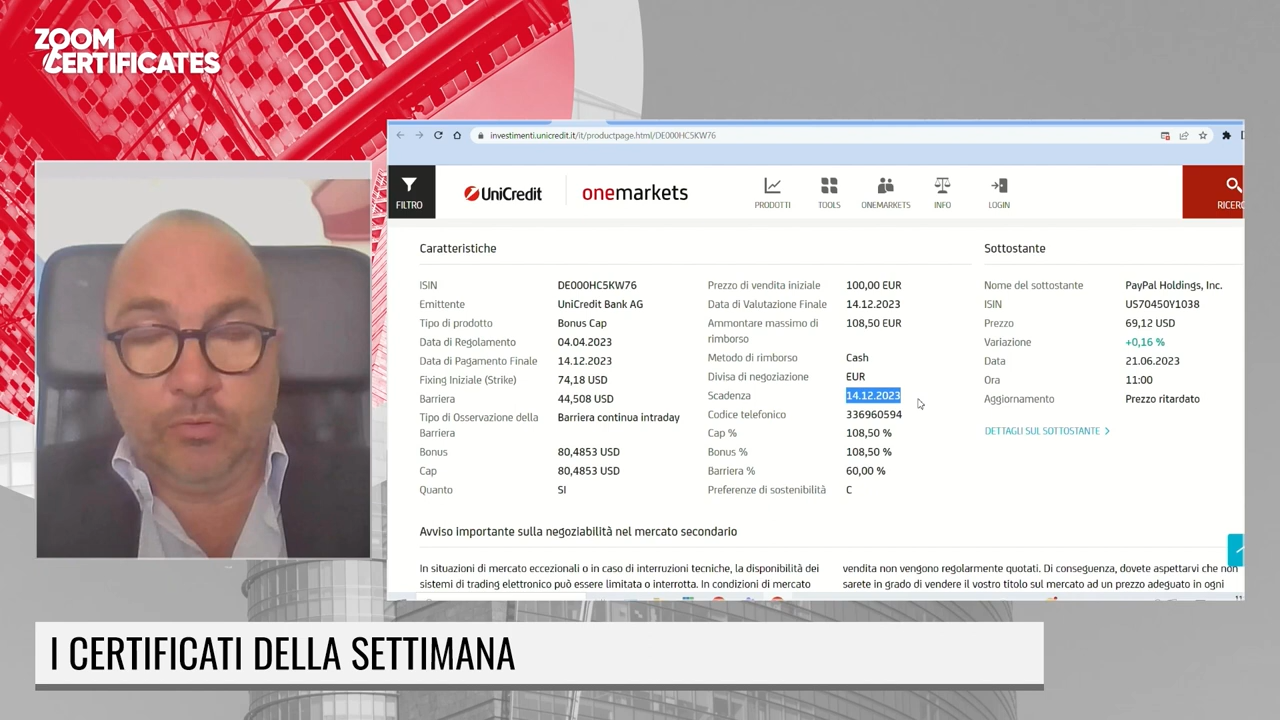 ZOOM
CERTIFICATES
investimenti.unicredit.it/it/productpage.html/DE000HC5KW76
FILTRO
UniCredit
onemarkets
PRODOTTI
TOOLS
ONEMARKETS
INFO
LOGIN
RICERC
Caratteristiche
ISIN DE000HC5KW76
Emittente UniCredit Bank AG
Tipo di prodotto Bonus Cap
Data di Regolamento 04.04.2023
Data di Pagamento Finale 14.12.2023
Fixing Iniziale (Strike) 74,18 USD
Barriera 44,508 USD
Tipo di Osservazione della Barriera continua intraday
Barriera
Bonus 80,4853 USD
Cap 80,4853 USD
Quanto SI
Prezzo di vendita iniziale 100,00 EUR
Data di Valutazione Finale 14.12.2023
Ammontare massimo di 108,50 EUR
rimborso
Metodo di rimborso Cash
Divisa di negoziazione EUR
Scadenza 14.12.2023
Codice telefonico 336960594
Cap % 108,50 %
Bonus % 108,50 %
Barriera % 60,00 %
Preferenze di sostenibilità C
Sottostante
Nome del sottostante PayPal Holdings, Inc.
ISIN US70450Y1038
Prezzo 69,12 USD
Variazione +0,16 %
Data 21.06.2023
Ora 11:00
Aggiornamento Prezzo ritardato
DETTAGLI SUL SOTTOSTANTE
Avviso importante sulla negoziabilità nel mercato secondario
In situazioni di mercato eccezionali o in caso di interruzioni tecniche, la disponibilità dei
sistemi di trading elettronico può essere limitata o interrotta. In condizioni di mercato
vendita non vengono regolarmente quotati. Di conseguenza, dovete aspettarvi che non
sarete in grado di vendere il vostro titolo sul mercato ad un prezzo adeguato in ogni
I CERTIFICATI DELLA SETTIMANA